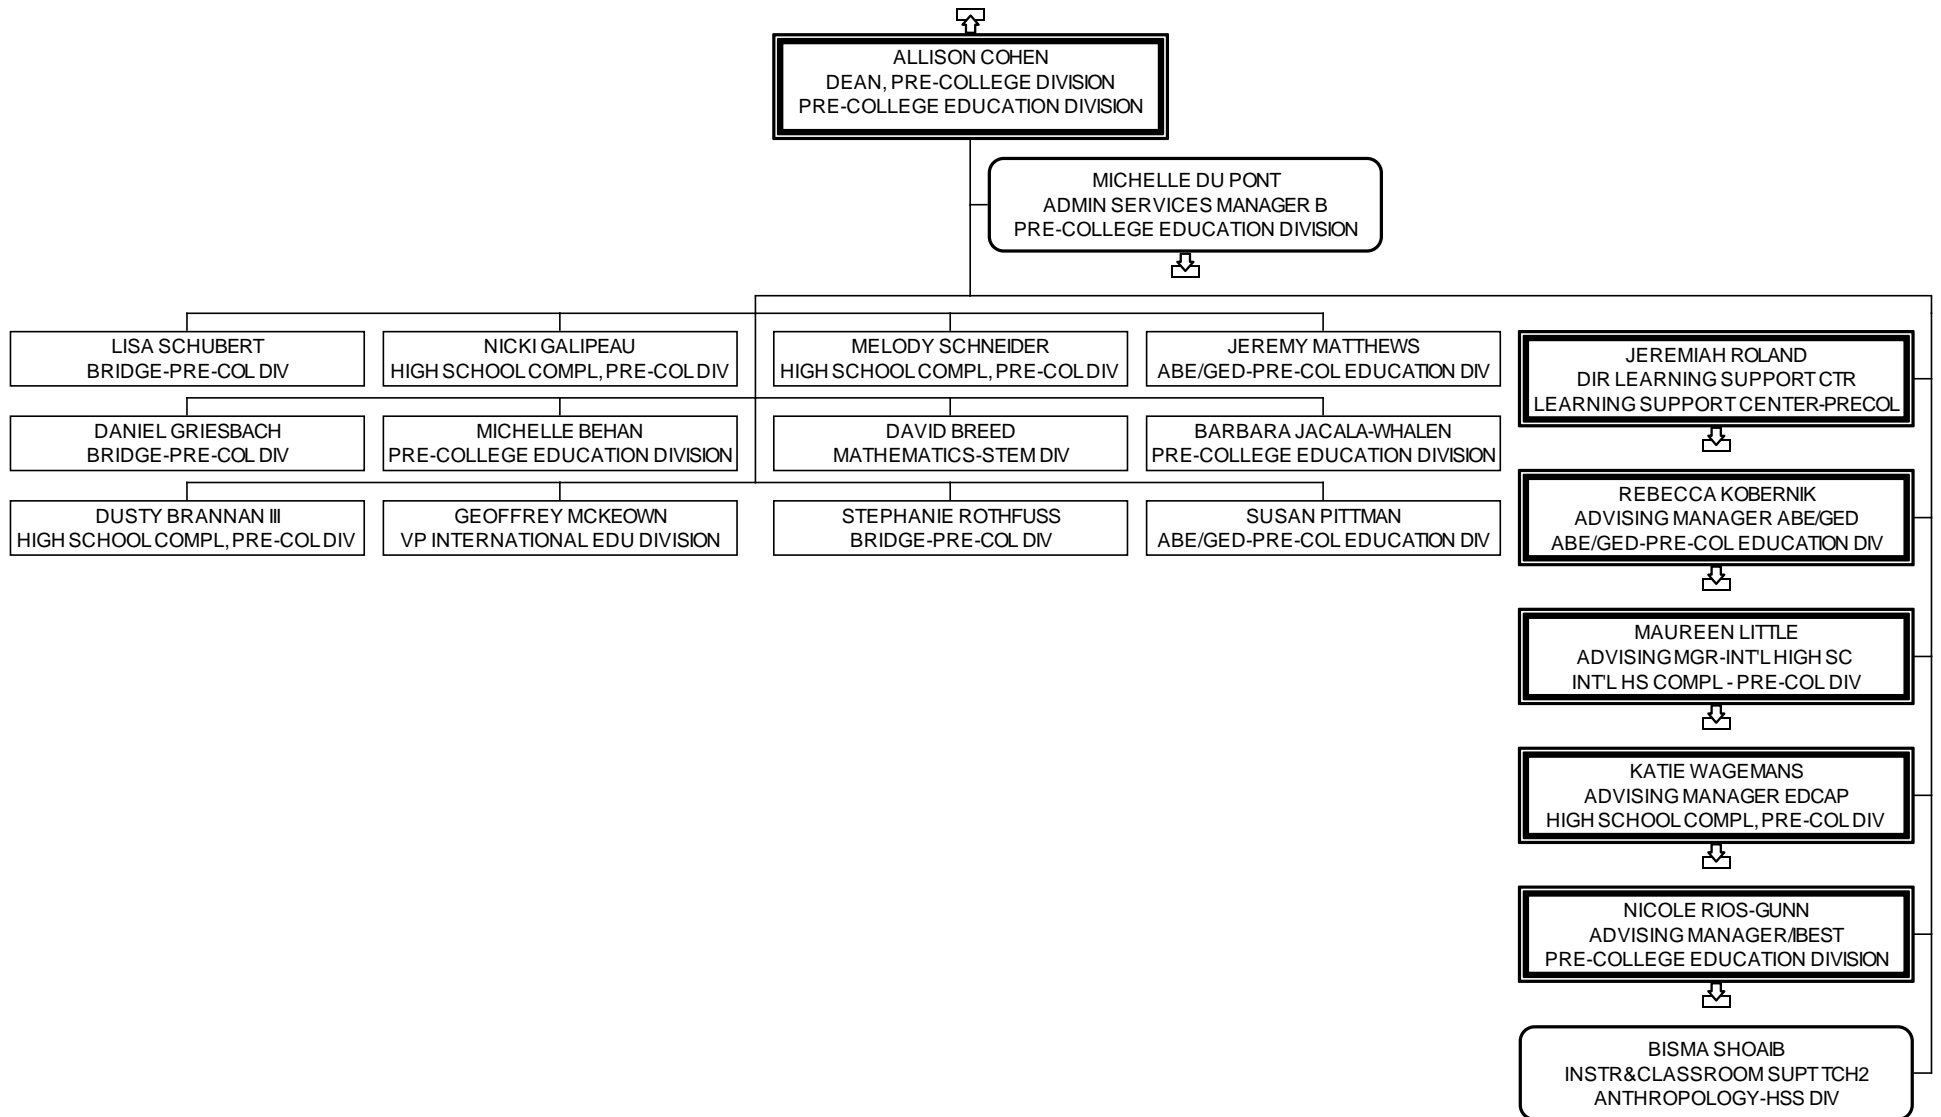 ALLISON COHEN
DEAN, PRE-COLLEGE DIVISION
PRE-COLLEGE EDUCATION DIVISION
MICHELLE DU PONT
ADMIN SERVICES MANAGER B
PRE-COLLEGE EDUCATION DIVISION
LISA SCHUBERT
BRIDGE-PRE-COL DIV
NICKI GALIPEAU
HIGH SCHOOL COMPL, PRE-COL DIV
MELODY SCHNEIDER
HIGH SCHOOL COMPL, PRE-COL DIV
JEREMY MATTHEWS
ABE/GED-PRE-COL EDUCATION DIV
DANIEL GRIESBACH
BRIDGE-PRE-COL DIV
MICHELLE BEHAN
PRE-COLLEGE EDUCATION DIVISION
DAVID BREED
MATHEMATICS-STEM DIV
BARBARA JACALA-WHALEN
PRE-COLLEGE EDUCATION DIVISION
DUSTY BRANNAN III
HIGH SCHOOL COMPL, PRE-COL DIV
GEOFFREY MCKEOWN
VP INTERNATIONAL EDU DIVISION
STEPHANIE ROTHFUSS
BRIDGE-PRE-COL DIV
SUSAN PITTMAN
ABE/GED-PRE-COL EDUCATION DIV
JEREMIAH ROLAND
DIR LEARNING SUPPORT CTR
LEARNING SUPPORT CENTER-PRECOL
REBECCA KOBERNIK
ADVISING MANAGER ABE/GED
ABE/GED-PRE-COL EDUCATION DIV
MAUREEN LITTLE
ADVISING MGR-INT'L HIGH SC
INT'L HS COMPL - PRE-COL DIV
KATIE WAGEMANS
ADVISING MANAGER EDCAP
HIGH SCHOOL COMPL, PRE-COL DIV
NICOLE RIOS-GUNN
ADVISING MANAGER/IBEST
PRE-COLLEGE EDUCATION DIVISION
BISMA SHOAIB
INSTR&CLASSROOM SUPT TCH2
ANTHROPOLOGY-HSS DIV